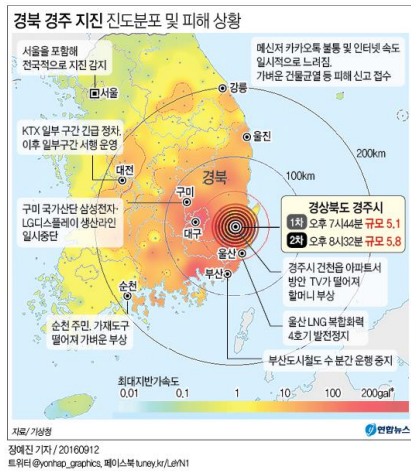 경북 경주 지진 진도분포 및 피해 상황
서울을 포함해
전국적으로 지진 감지
메신저 카카오톡 불통 및 인터넷 속도
일시적으로 느려짐,
가벼운 건물균열 등 피해 신고 접수
서울
강릉
KTX 일부 구간 긴급 정차,
이후 일부구간 서행 운영
울진
200km
대전
경북
100km
구미
구미 국가산단 삼성전자·
LG디스플레이 생산라인
일시중단
대구
경상북도 경주시
1차 오후 7시44분 규모 5.1
2차 오후 8시32분 규모 5.8
울산
경주시 건천읍 아파트서
방안 TV가 떨어져
할머니 부상
부산
순천
울산 LNG 복합화력
4호기 발전정지
순천 주민, 가재도구
떨어져 가벼운 부상
부산도시철도 수 분간 운행 중지
최대지반가속도
0.01 0.1 1 10 100 200gal*
자료/ 기상청
연합뉴스
장예진 기자 / 20160912
트위터 @yonhap_graphics, 페이스북 tuney.kr/LeYN1